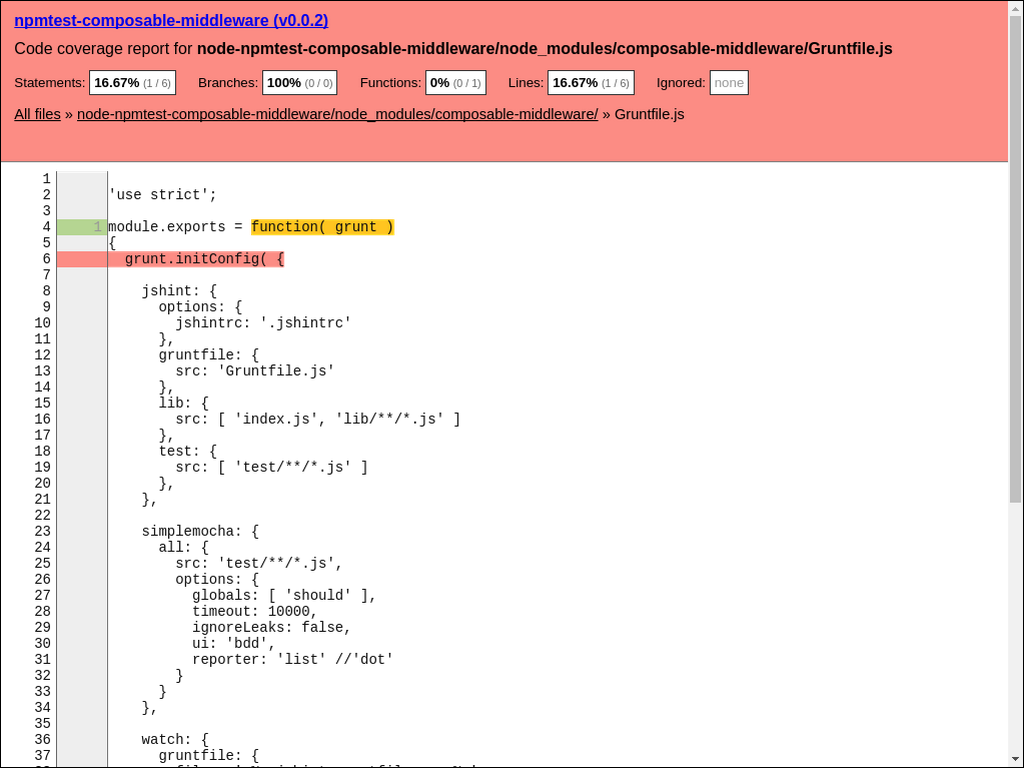 npmtest-composable-middleware (v0.0.2)
Code coverage report for node-npmtest-composable-middleware/node_modules/composable-middleware/Gruntfile.js
Statements: 16.67% (1 / 6) Branches: 100% (0 / 0) Functions: 0% (0 / 1) Lines: 16.67% (1 / 6) Ignored: none
All files » node-npmtest-composable-middleware/node_modules/composable-middleware/ » Gruntfile.js
1
2 'use strict';
3
4 1 module.exports = function( grunt )
5 {
6 grunt.initConfig( {
7
8 jshint: {
9 options: {
10 jshintrc: '.jshintrc'
11 },
12 gruntfile: {
13 src: 'Gruntfile.js'
14 },
15 lib: {
16 src: [ 'index.js', 'lib/**/*.js' ]
17 },
18 test: {
19 src: [ 'test/**/*.js' ]
20 },
21 },
22
23 simplemocha: {
24 all: {
25 src: 'test/**/*.js',
26 options: {
27 globals: [ 'should' ],
28 timeout: 10000,
29 ignoreLeaks: false,
30 ui: 'bdd',
31 reporter: 'list' //'dot'
32 }
33 }
34 },
35
36 watch: {
37 gruntfile: {